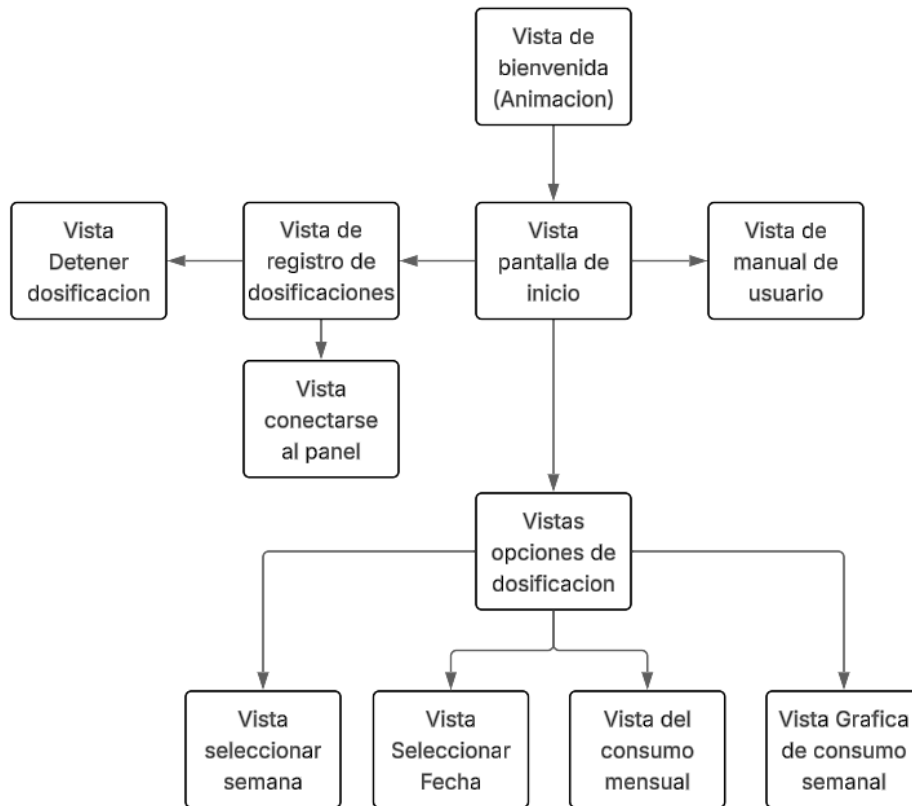 Vista de
bienvenida
(Animacion)
Vista
Detener
dosificacion
Vista de
registro de
dosificaciones
Vista
pantalla de
inicio
Vista de
manual de
usuario
Vista
conectarse
al panel
Vistas
opciones de
dosificacion
Vista
seleccionar
semana
Vista
Seleccionar
Fecha
Vista del
consumo
mensual
Vista Grafica
de consumo
semanal